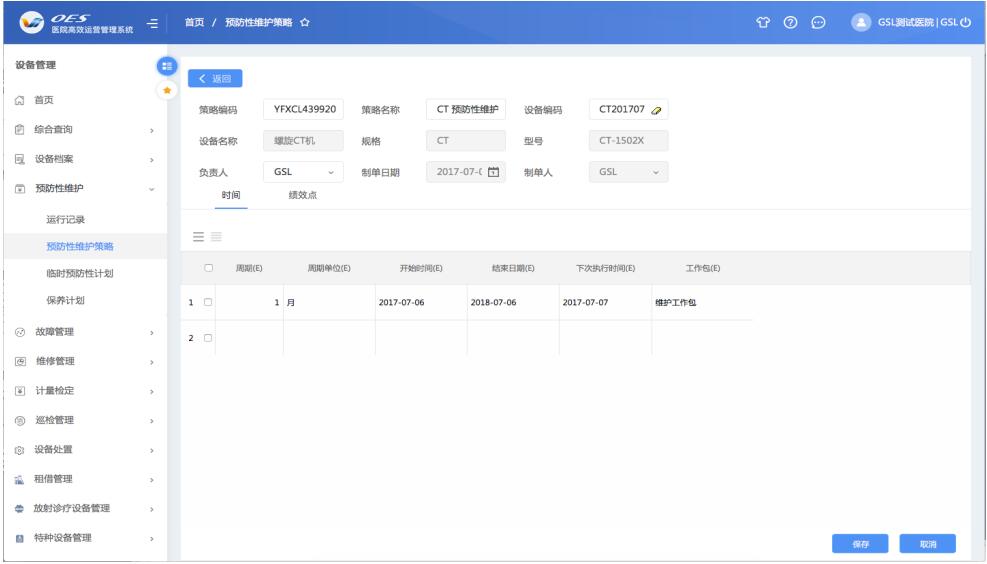 OES
医院高效运营管理系统
首页 / 预防性维护策略
GSL测试医院|GSL
设备管理
首页
综合查询
设备档案
预防性维护
运行记录
预防性维护策略
临时预防性计划
保养计划
故障管理
维修管理
计量检定
巡检管理
设备处置
租借管理
放射诊疗设备管理
特种设备管理
返回
策略编码 YFXCL439920 策略名称 CT 预防性维护 设备编码 CT201707
设备名称 螺旋CT机 规格 CT 型号 CT-1502X
负责人 GSL 制单日期 2017-07-0 制单人 GSL
时间 绩效点
周期(E) 周期单位(E) 开始时间(E) 结束日期(E) 下次执行时间(E) 工作包(E)
1 1 月 2017-07-06 2018-07-06 2017-07-07 维护工作包
2
保存 取消